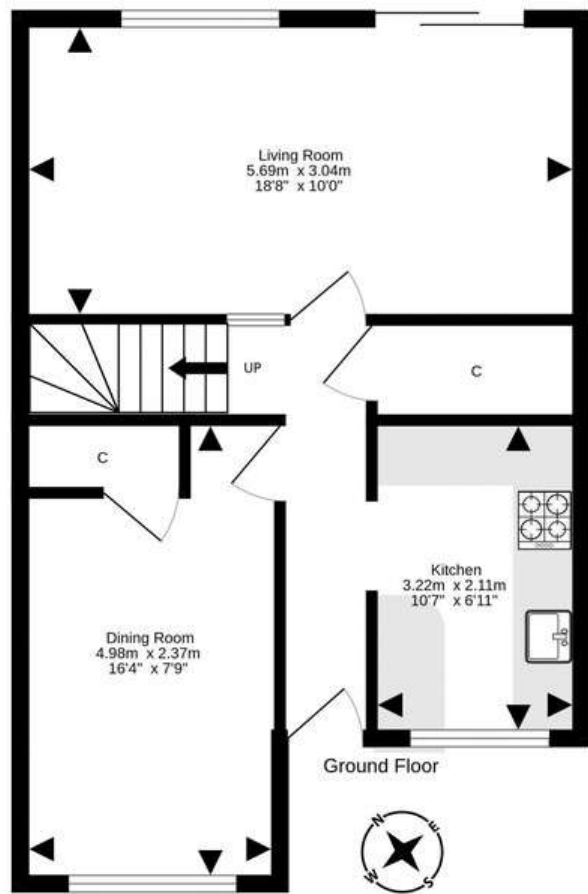 Living Room
5.69m x 3.04m
18'8" x 10'0"
UP
C
C
Kitchen
3.22m x 2.11m
10'7" x 6'11"
Dining Room
4.98m x 2.37m
16'4" x 7'9"
Ground Floor
N
E
W
S